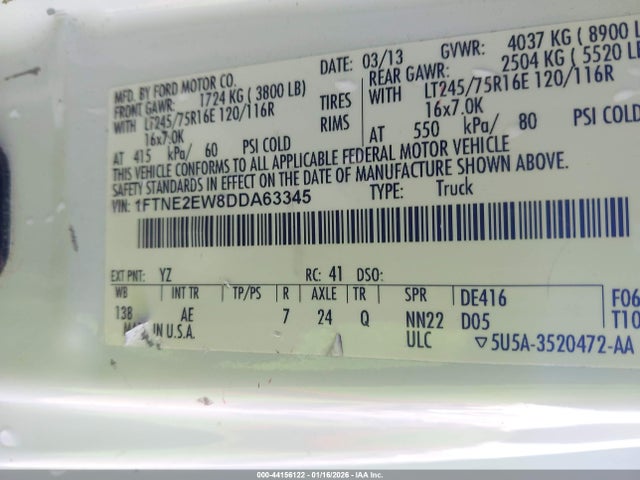 MFD. BY FORD MOTOR CO. DATE: 03/13 GVWR: 4037 KG ( 8900 L
FRONT GAWR: 1724 KG ( 3800 LB) REAR GAWR: 2504 KG ( 5520 LB
WITH LT245/75R16E 120/116R TIRES WITH LT245/75R16E 120/116R
16x7.0K RIMS 16x7.0K
AT 415 kPa/ 60 PSI COLD AT 550 kPa/ 80 PSI COLD
THIS VEHICLE CONFORMS TO ALL APPLICABLE FEDERAL MOTOR VEHICLE
SAFETY STANDARDS IN EFFECT ON THE DATE OF MANUFACTURE SHOWN ABOVE.
VIN: 1FTNE2EW8DDA63345 TYPE: Truck
EXT PNT: YZ RC: 41 DSO:
WB INT TR TP/PS R AXLE TR SPR DE416 F06
138 AE 7 24 Q NN22 D05 T10
MADE IN U.S.A. ULC ▽5U5A-3520472-AA
000-44156122 - 01/16/2026 - IAA Inc.